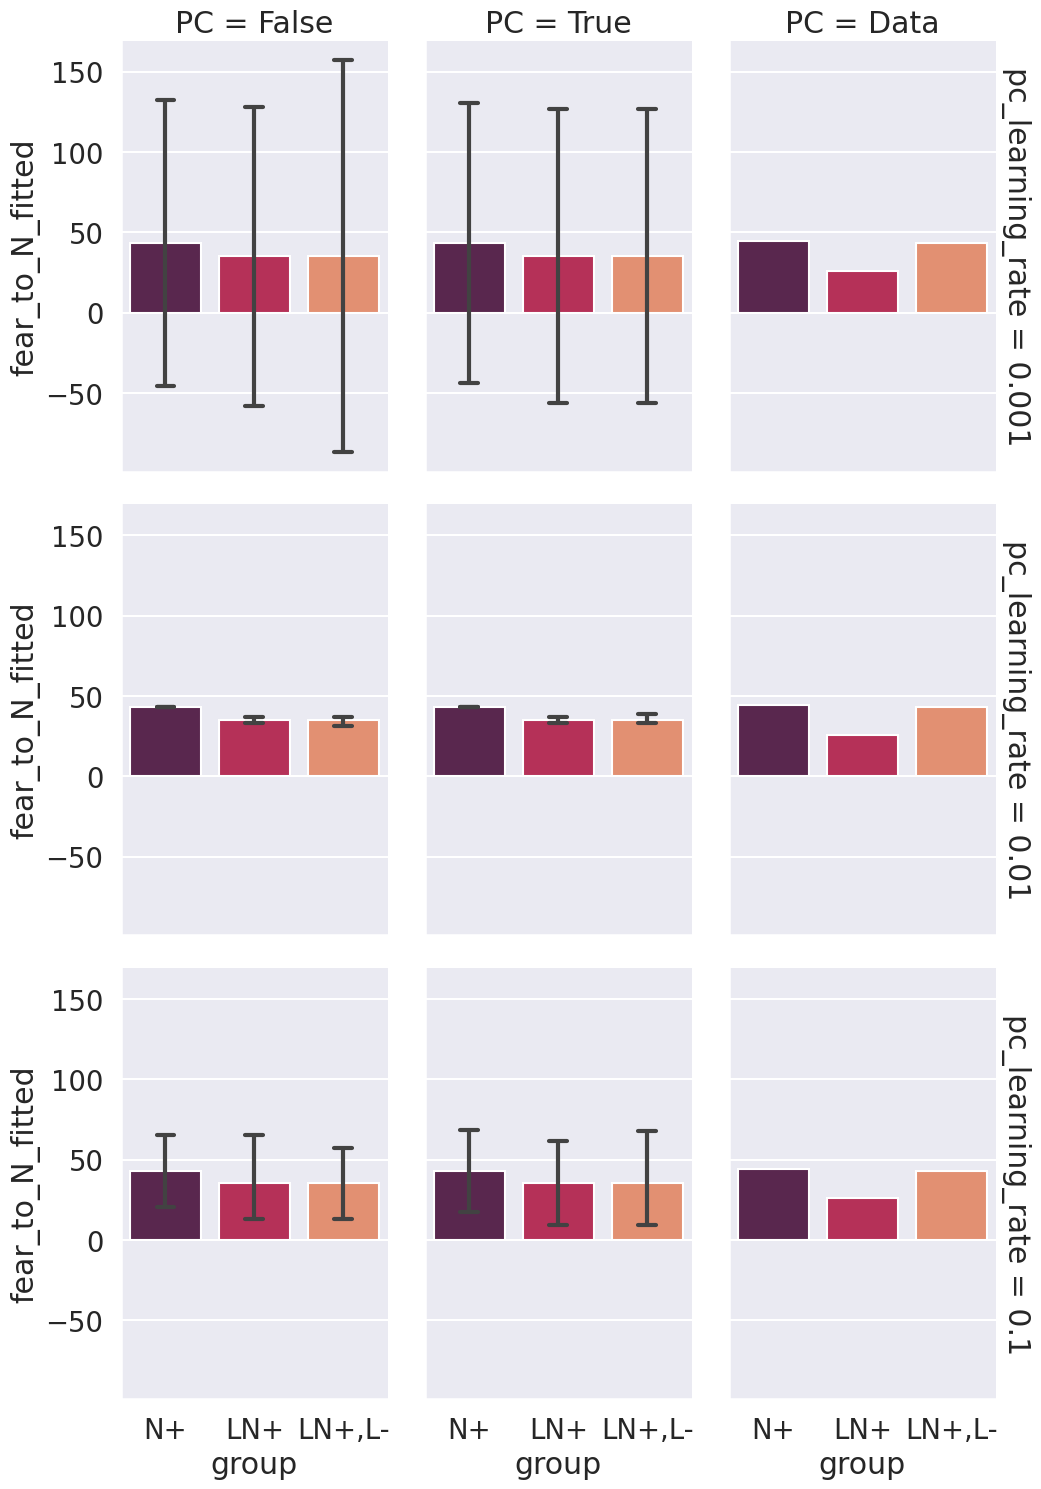 PC = False
PC = True
PC = Data
150
100
50
0
−50
fear_to_N_fitted
pc_learning_rate = 0.001
150
100
50
0
−50
fear_to_N_fitted
pc_learning_rate = 0.01
150
100
50
0
−50
fear_to_N_fitted
pc_learning_rate = 0.1
N+ LN+ LN+,L-
N+ LN+ LN+,L-
N+ LN+ LN+,L-
group
group
group